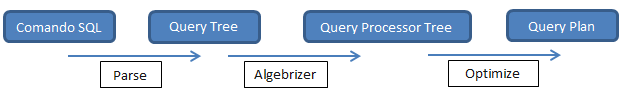 Comando SQL
Query Tree
Query Processor Tree
Query Plan
Parse
Algebrizer
Optimize